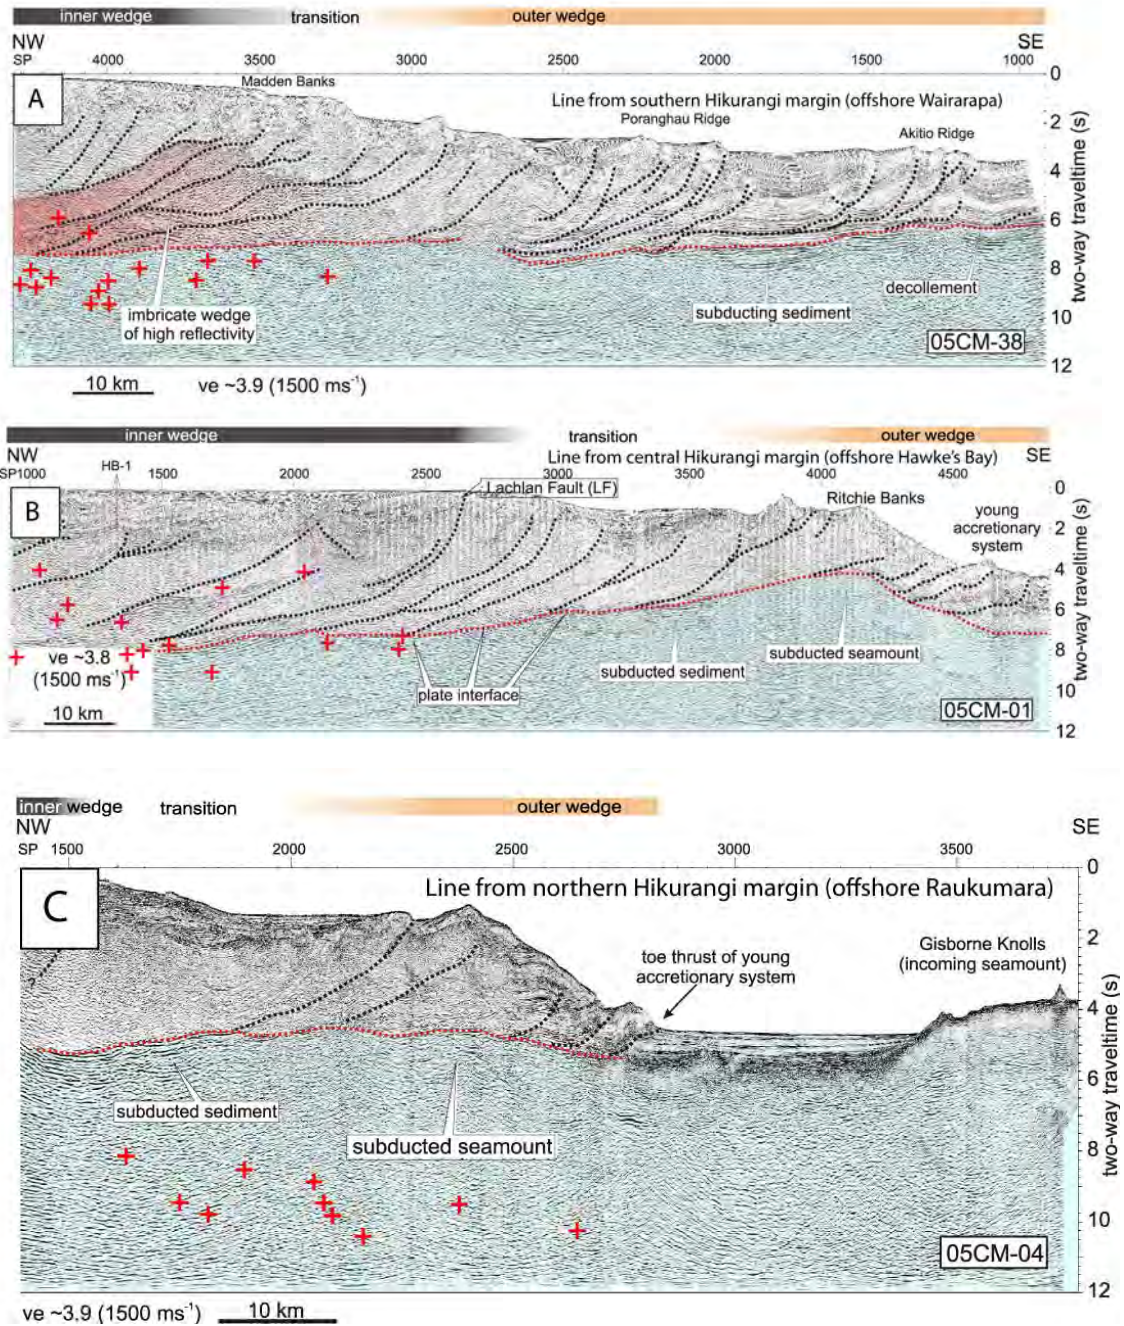 inner wedge transition outer wedge
NW SE
SP 4000 3500 3000 2500 2000 1500 1000
A
Madden Banks
Line from southern Hikurangi margin (offshore Wairarapa)
Poranghau Ridge
Akitio Ridge
0
2
4
6
8
10
12
two-way traveltime (s)
decollement
imbricate wedge
of high reflectivity
subducting sediment
05CM-38
10 km ve ~3.9 (1500 ms-1)
inner wedge transition outer wedge
NW Line from central Hikurangi margin (offshore Hawke's Bay) SE
SP1000 HB-1 1500 2000 2500 3000 3500 4000 4500
B
Lachlan Fault (LF)
Ritchie Banks
young
accretionary
system
0
2
4
6
8
10
12
two-way traveltime (s)
ve ~3.8
(1500 ms-1)
10 km
plate interface
subducted sediment
subducted seamount
05CM-01
inner wedge transition outer wedge
NW SE
SP 1500 2000 2500 3000 3500
C
Line from northern Hikurangi margin (offshore Raukumara)
toe thrust of young
accretionary system
Gisborne Knolls
(incoming seamount)
?
0
2
4
6
8
10
12
two-way traveltime (s)
subducted sediment
subducted seamount
05CM-04
ve ~3.9 (1500 ms-1) 10 km